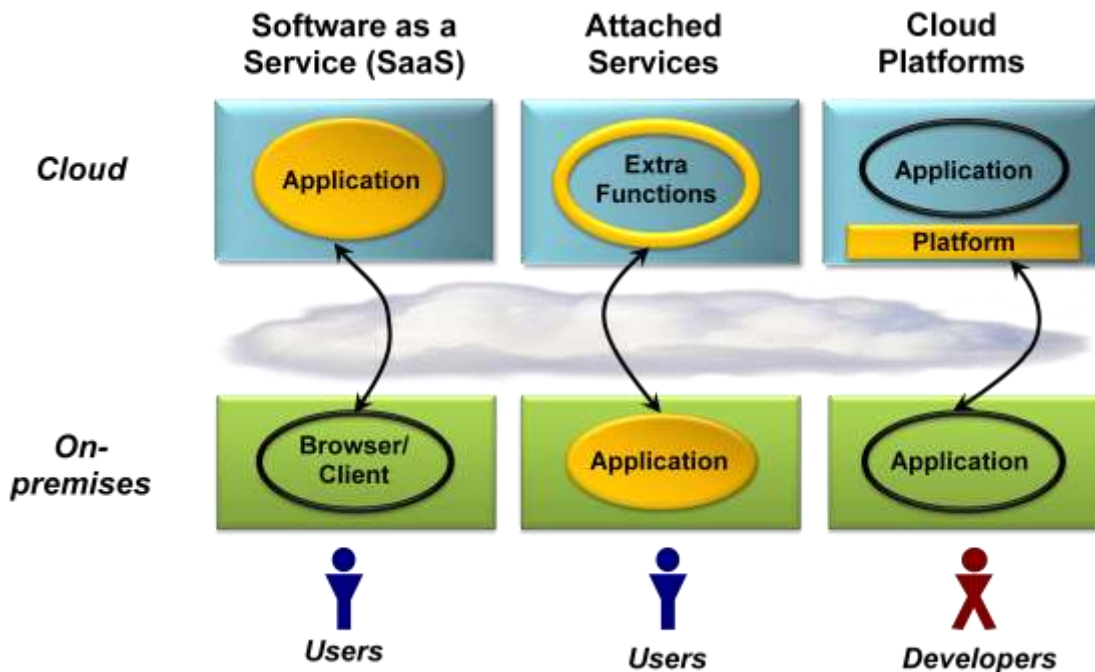 Software as a
Service (SaaS)
Attached
Services
Cloud
Platforms
Cloud
Application
Extra
Functions
Application
Platform
On-
premises
Browser/
Client
Application
Application
Users
Users
Developers